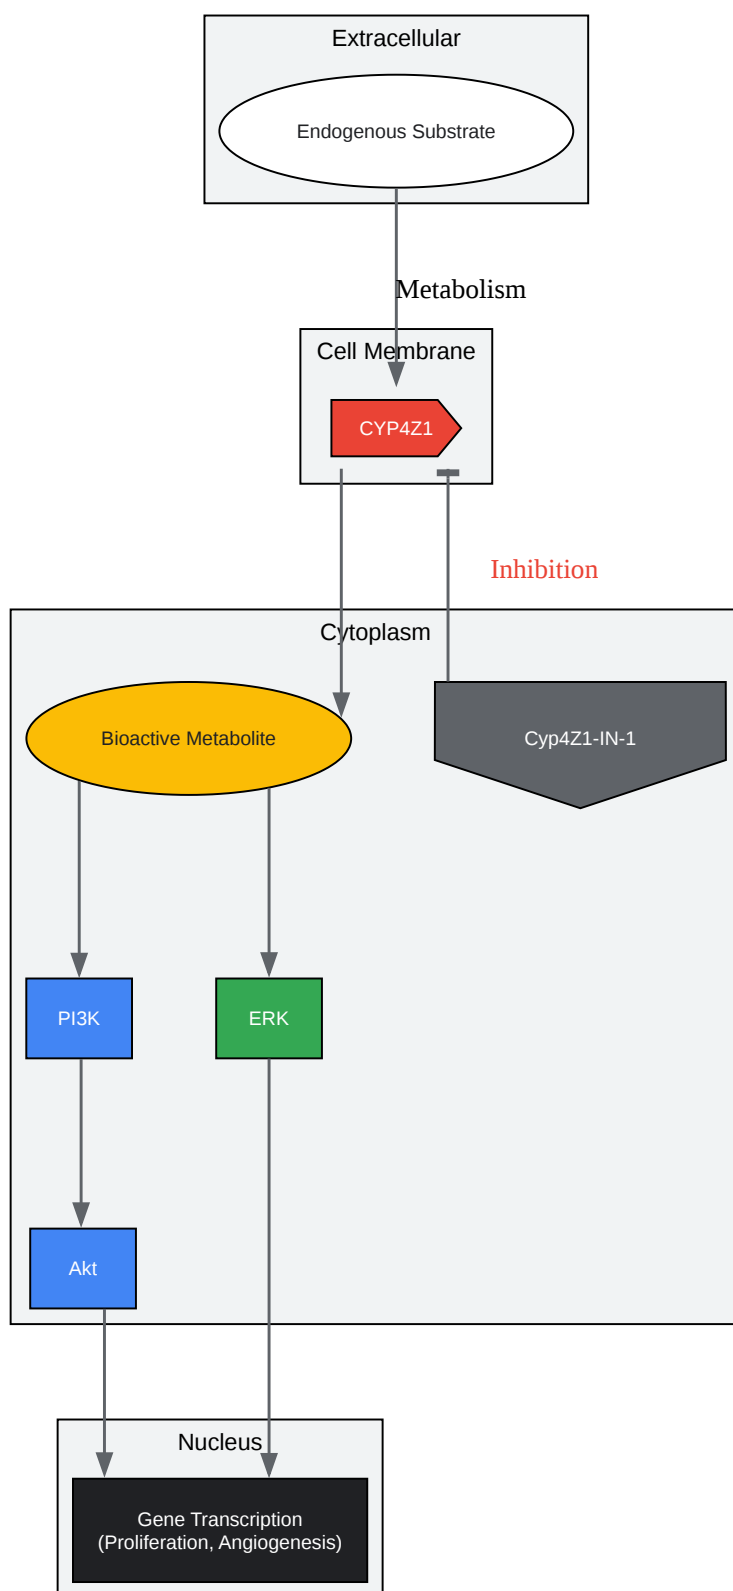 Extracellular
Endogenous Substrate
Metabolism
Cell Membrane
CYP4Z1
Inhibition
Cytoplasm
Bioactive Metabolite
Cyp4Z1-IN-1
PI3K
ERK
Akt
Nucleus
Gene Transcription
(Proliferation, Angiogenesis)